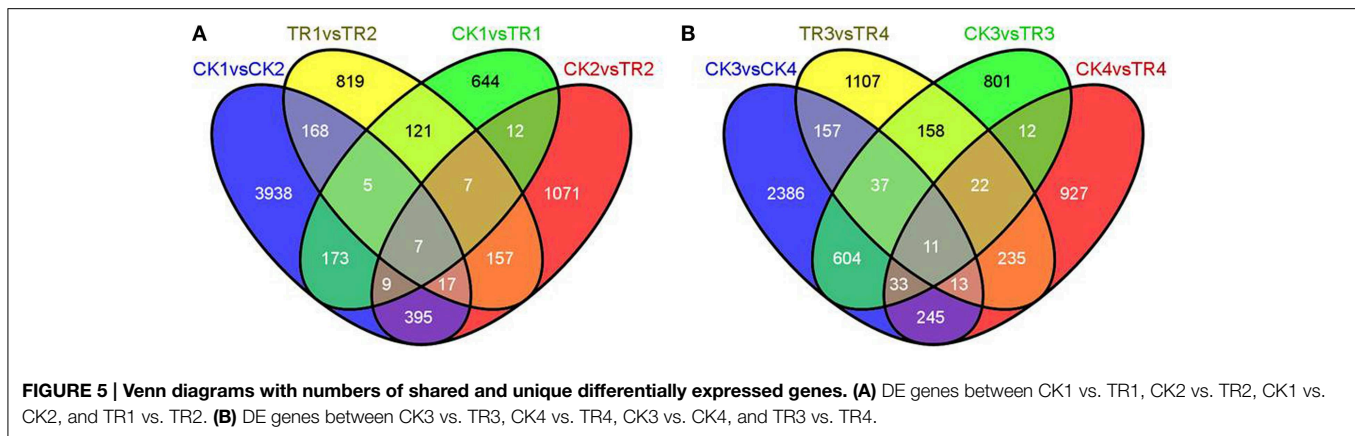 A
TR1vsTR2
CK1vsTR1
CK1vsCK2
CK2vsTR2
819
644
168
121
12
3938
5
7
1071
7
173
157
9
17
395
B
TR3vsTR4
CK3vsTR3
CK3vsCK4
CK4vsTR4
1107
801
157
158
12
2386
37
22
927
11
604
235
33
13
245
FIGURE 5 | Venn diagrams with numbers of shared and unique differentially expressed genes. (A) DE genes between CK1 vs. TR1, CK2 vs. TR2, CK1 vs.
CK2, and TR1 vs. TR2. (B) DE genes between CK3 vs. TR3, CK4 vs. TR4, CK3 vs. CK4, and TR3 vs. TR4.